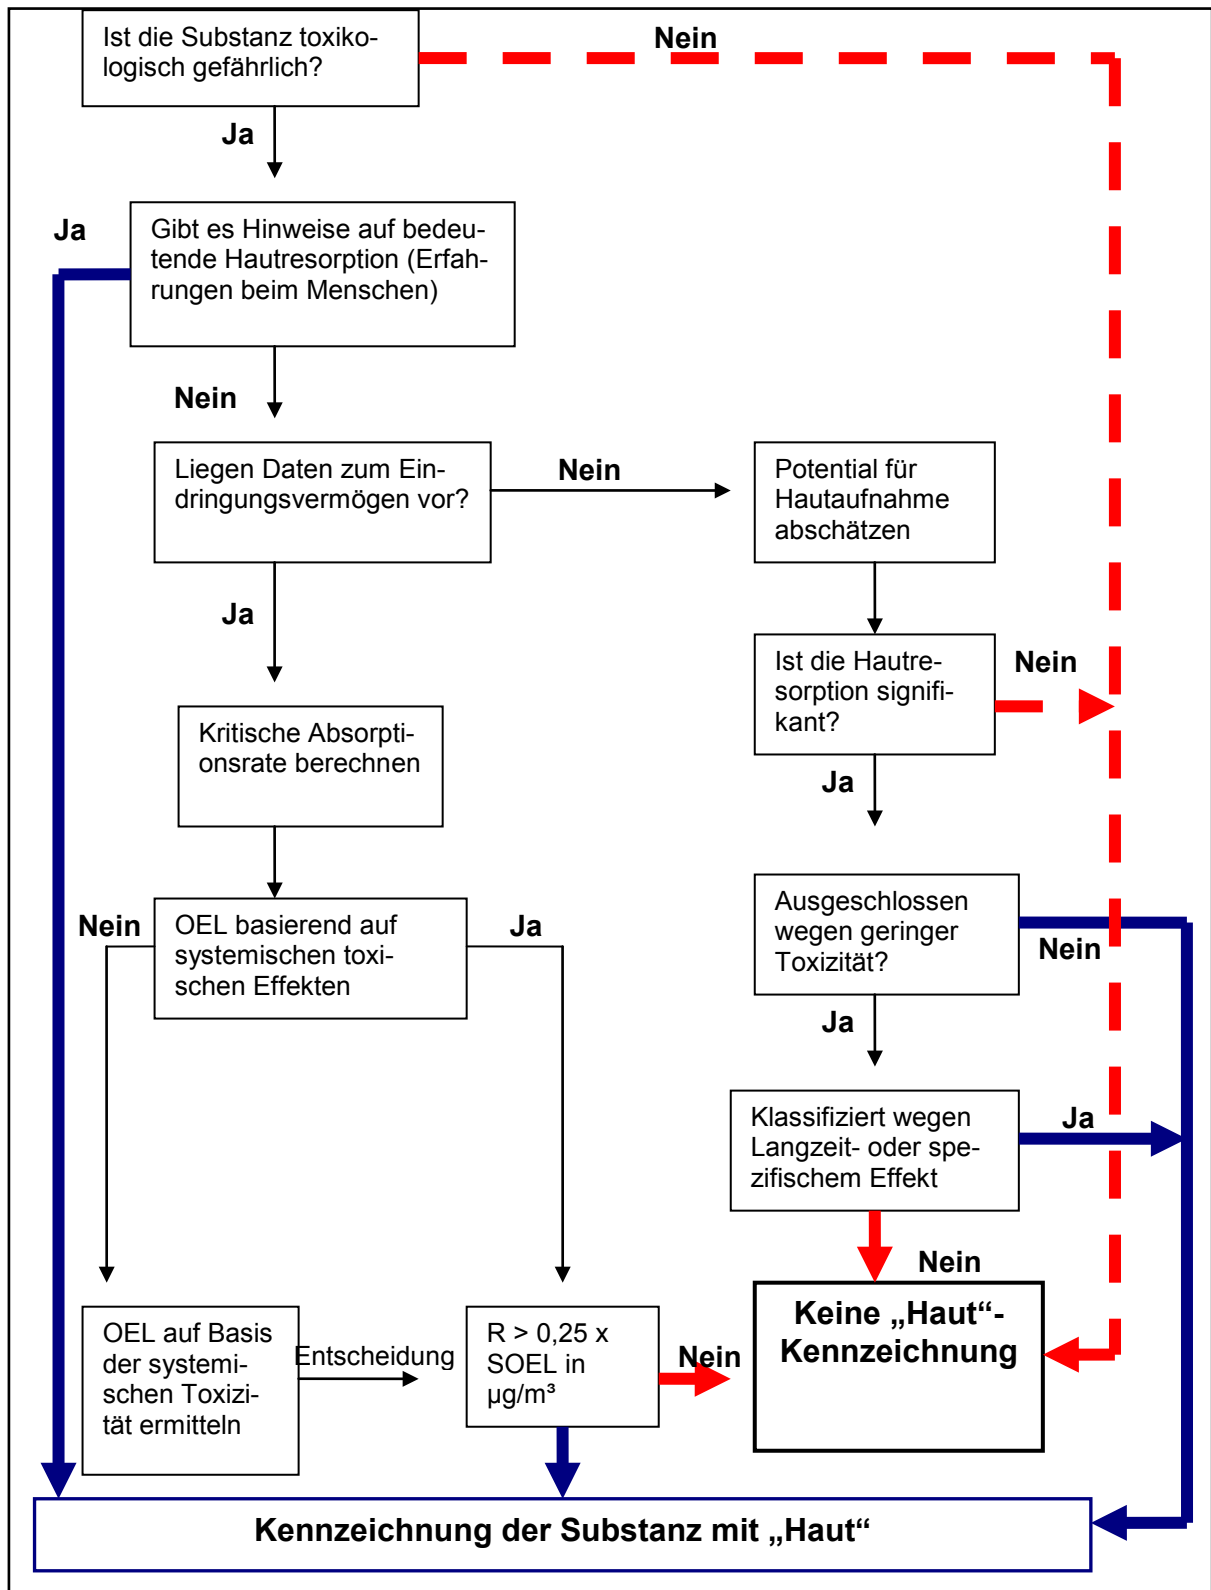 Ist die Substanz toxiko-
logisch gefährlich?
Nein
Ja
Ja
Gibt es Hinweise auf bedeu-
tende Hautresorption (Erfah-
rungen beim Menschen)
Nein
Liegen Daten zum Ein-
dringungsvermögen vor?
Nein
Potential für
Hautaufnahme
abschätzen
Ja
Ist die Hautre-
sorption signifi-
kant?
Nein
Kritische Absorpti-
onsrate berechnen
Ja
Nein
OEL basierend auf
systemischen toxi-
schen Effekten
Ja
Ausgeschlossen
wegen geringer
Toxizität?
Nein
Ja
Klassifiziert wegen
Langzeit- oder spe-
zifischem Effekt
Ja
Nein
OEL auf Basis
der systemi-
schen Toxizi-
tät ermitteln
Entscheidung
R > 0,25 x
SOEL in
µg/m³
Nein
Keine „Haut“-
Kennzeichnung
Kennzeichnung der Substanz mit „Haut“